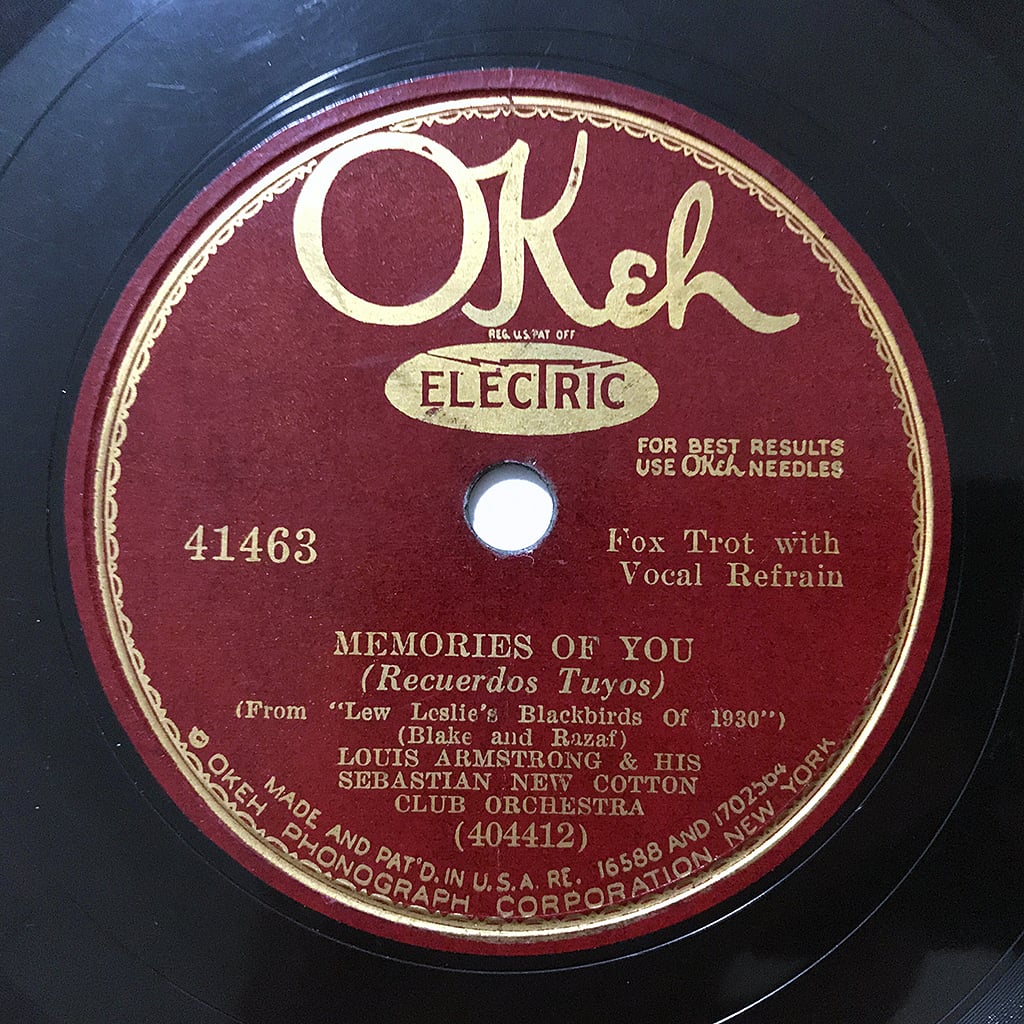 OKeh
REG. U.S. PAT OFF
ELECTRIC
FOR BEST RESULTS
USE OKeh NEEDLES
41463
Fox Trot with
Vocal Refrain
MEMORIES OF YOU
(Recuerdos Tuyos)
(From "Lew Leslie's Blackbirds Of 1930")
(Blake and Razaf)
LOUIS ARMSTRONG & HIS
SEBASTIAN NEW COTTON
CLUB ORCHESTRA
(404412)
MADE AND PAT'D. IN U.S.A. RE. 16588 AND 1702564
OKEH PHONOGRAPH CORPORATION, NEW YORK